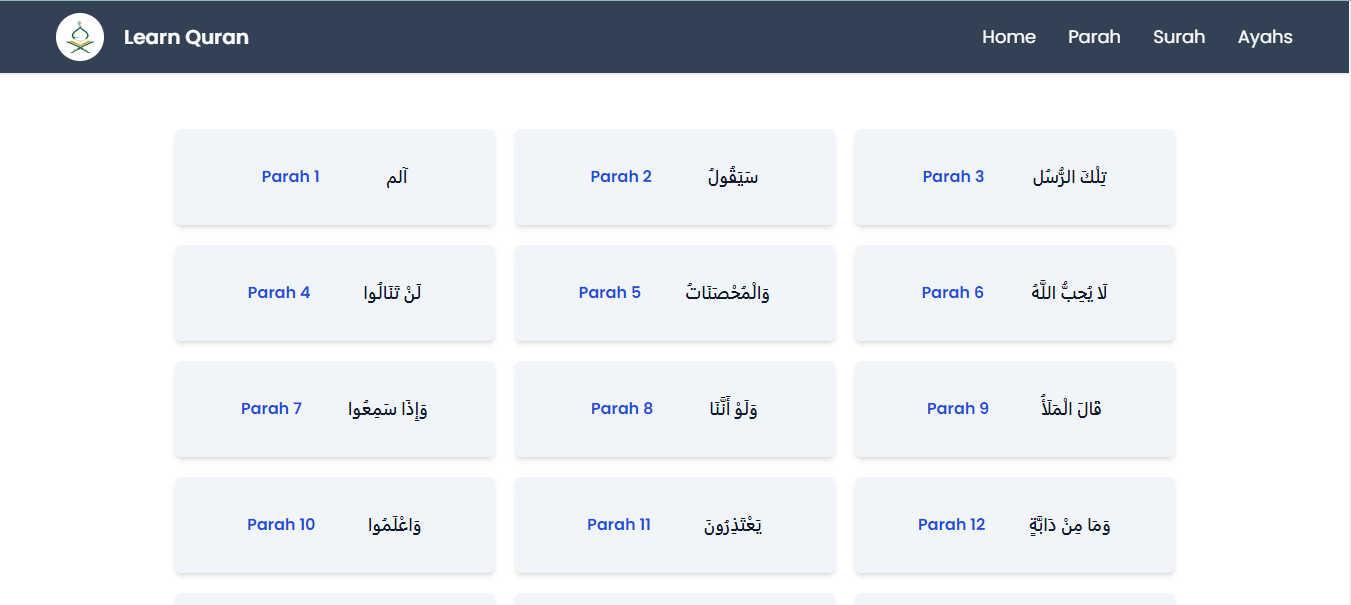 Learn Quran Home Parah Surah Ayahs
Parah 1 آلم
Parah 2 سَيَقُولُ
Parah 3 تِلْكَ الرُّسُل
Parah 4 لَنْ تَنَالُوا
Parah 5 وَالْمُحْصَنَاتُ
Parah 6 لَا يُحِبُّ اللَّهُ
Parah 7 وَإِذَا سَمِعُوا
Parah 8 وَلَوْ أَنَّنَا
Parah 9 قَالَ الْمَلَأُ
Parah 10 وَاعْلَمُوا
Parah 11 يَعْتَذِرُونَ
Parah 12 وَمَا مِنْ دَابَّةٍ